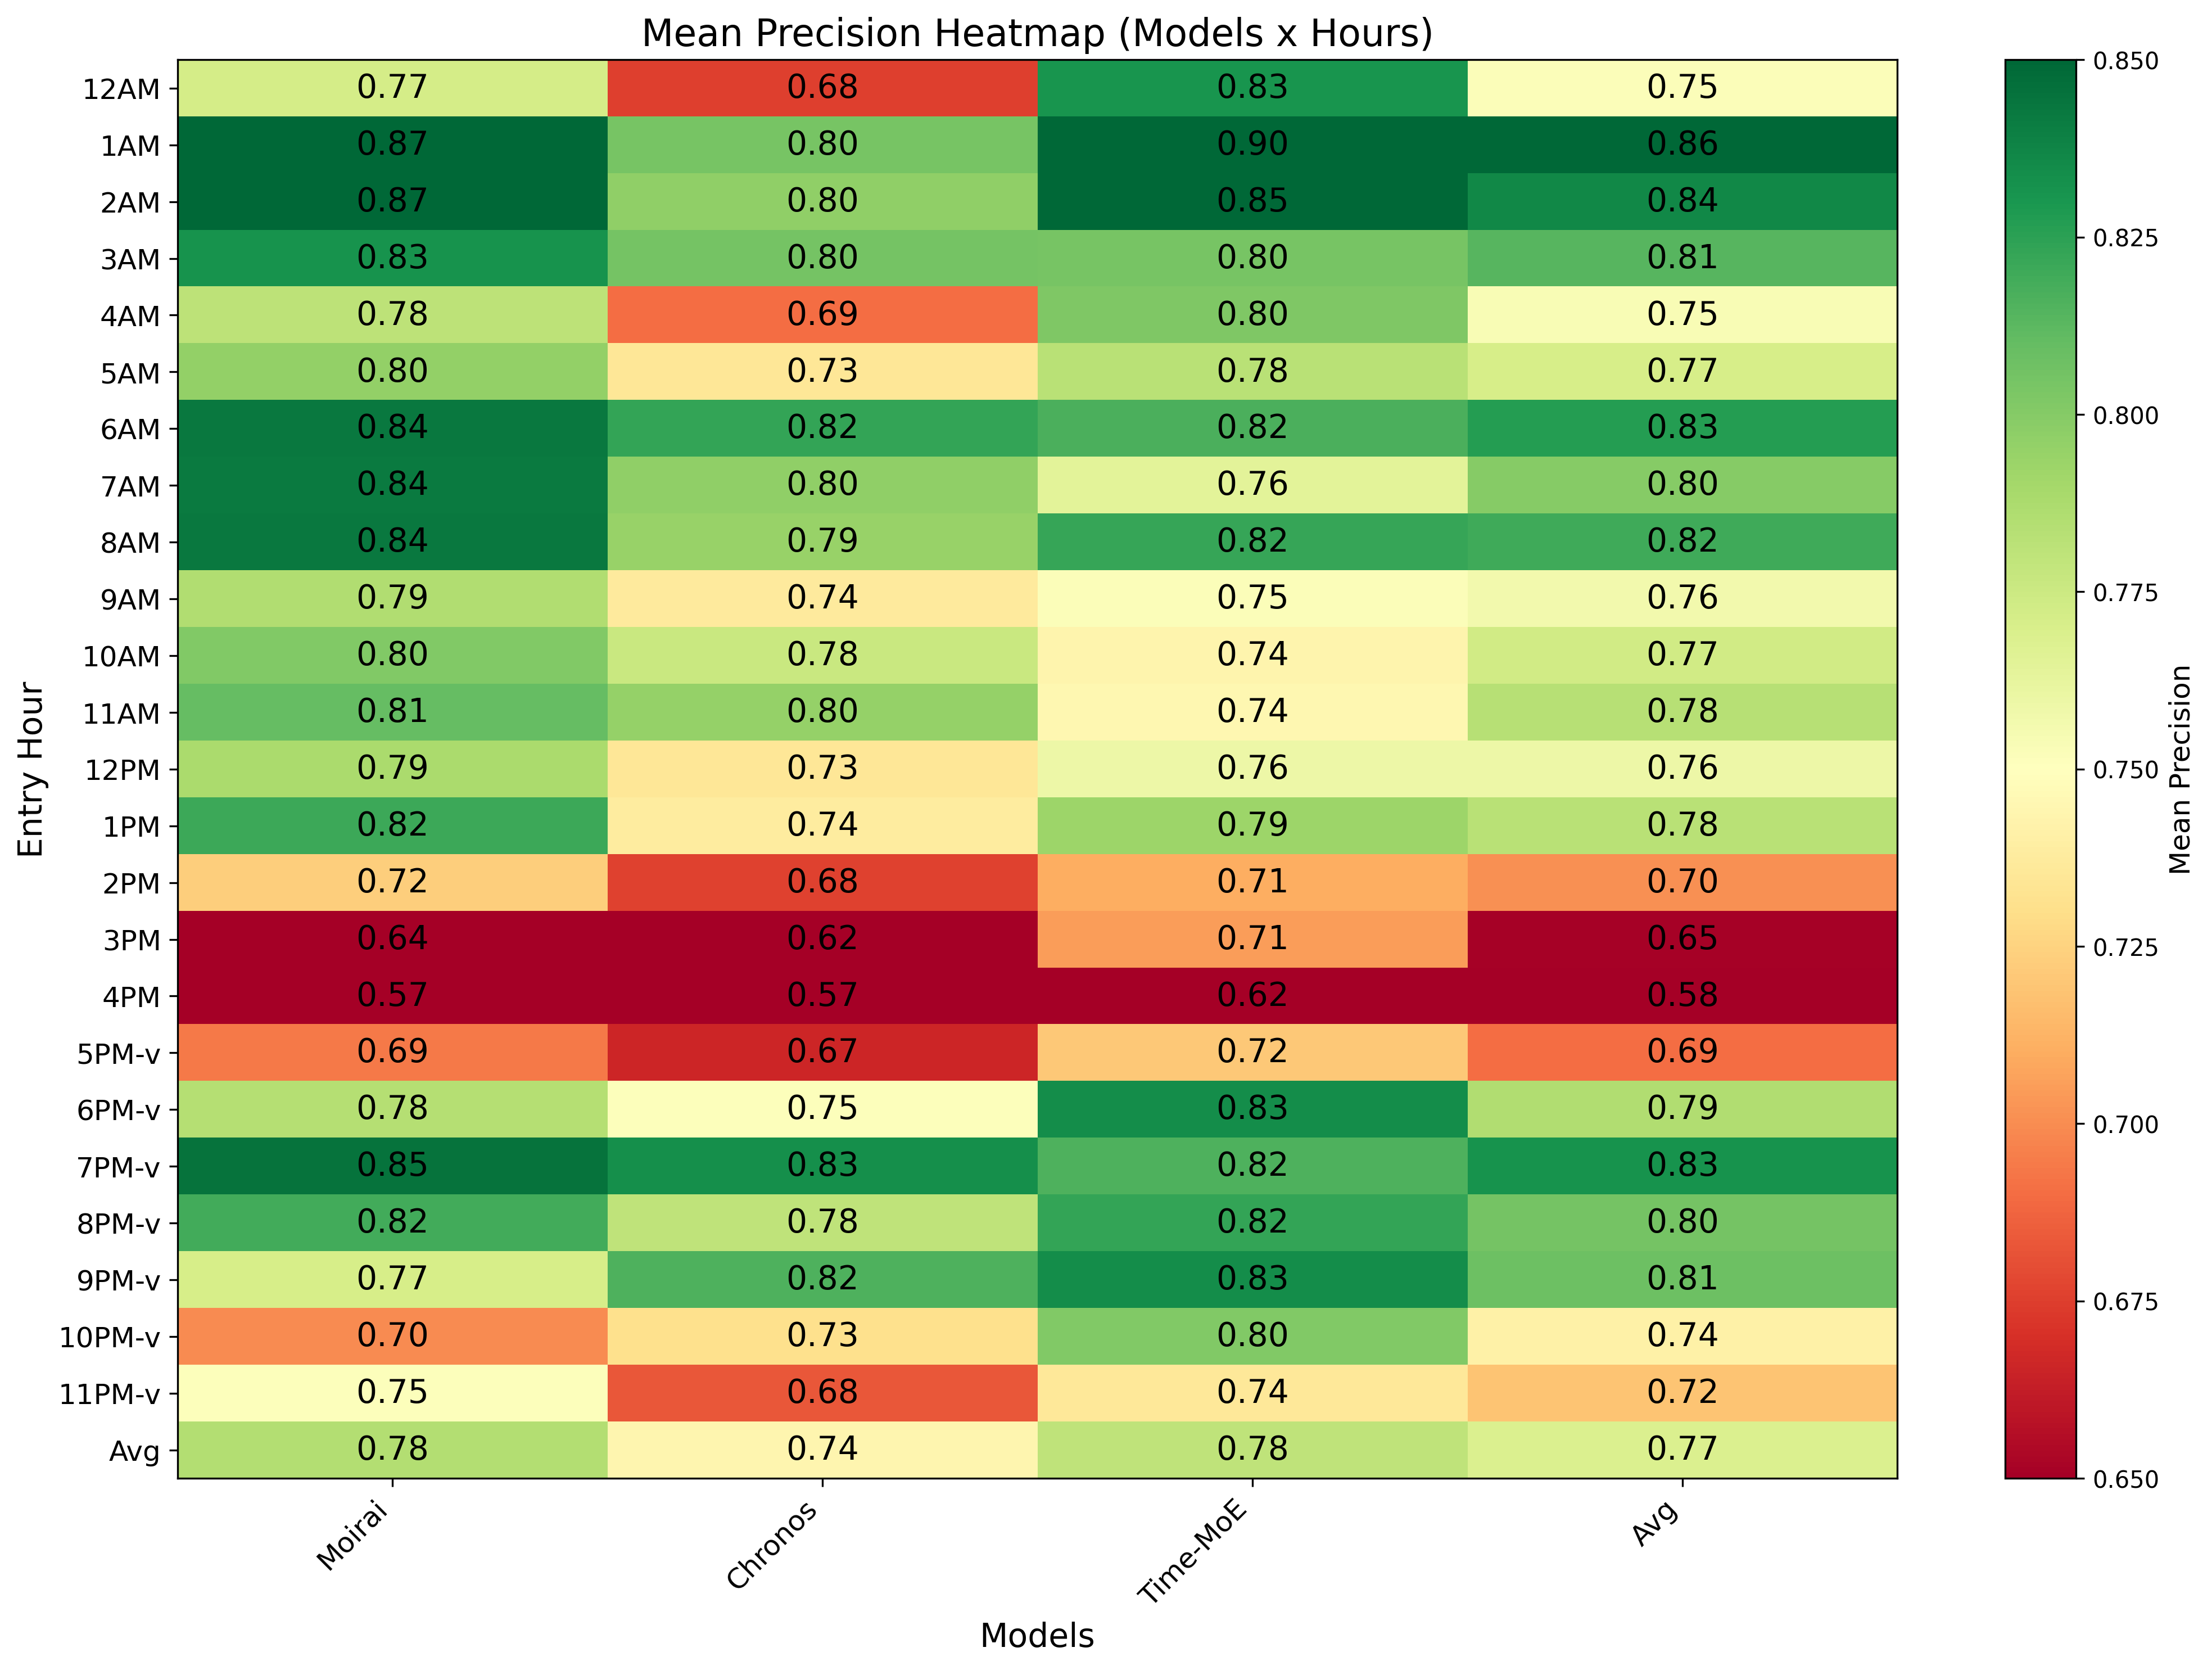 Mean Precision Heatmap (Models x Hours)
12AM 0.77 0.68 0.83 0.75
1AM 0.87 0.80 0.90 0.86
2AM 0.87 0.80 0.85 0.84
3AM 0.83 0.80 0.80 0.81
4AM 0.78 0.69 0.80 0.75
5AM 0.80 0.73 0.78 0.77
6AM 0.84 0.82 0.82 0.83
7AM 0.84 0.80 0.76 0.80
8AM 0.84 0.79 0.82 0.82
9AM 0.79 0.74 0.75 0.76
10AM 0.80 0.78 0.74 0.77
11AM 0.81 0.80 0.74 0.78
12PM 0.79 0.73 0.76 0.76
1PM 0.82 0.74 0.79 0.78
2PM 0.72 0.68 0.71 0.70
3PM 0.64 0.62 0.71 0.65
4PM 0.57 0.57 0.62 0.58
5PM-v 0.69 0.67 0.72 0.69
6PM-v 0.78 0.75 0.83 0.79
7PM-v 0.85 0.83 0.82 0.83
8PM-v 0.82 0.78 0.82 0.80
9PM-v 0.77 0.82 0.83 0.81
10PM-v 0.70 0.73 0.80 0.74
11PM-v 0.75 0.68 0.74 0.72
Avg 0.78 0.74 0.78 0.77
Moirai Chronos Time-MoE Avg
Models
Entry Hour
0.850
0.825
0.800
0.775
0.750
0.725
0.700
0.675
0.650
Mean Precision